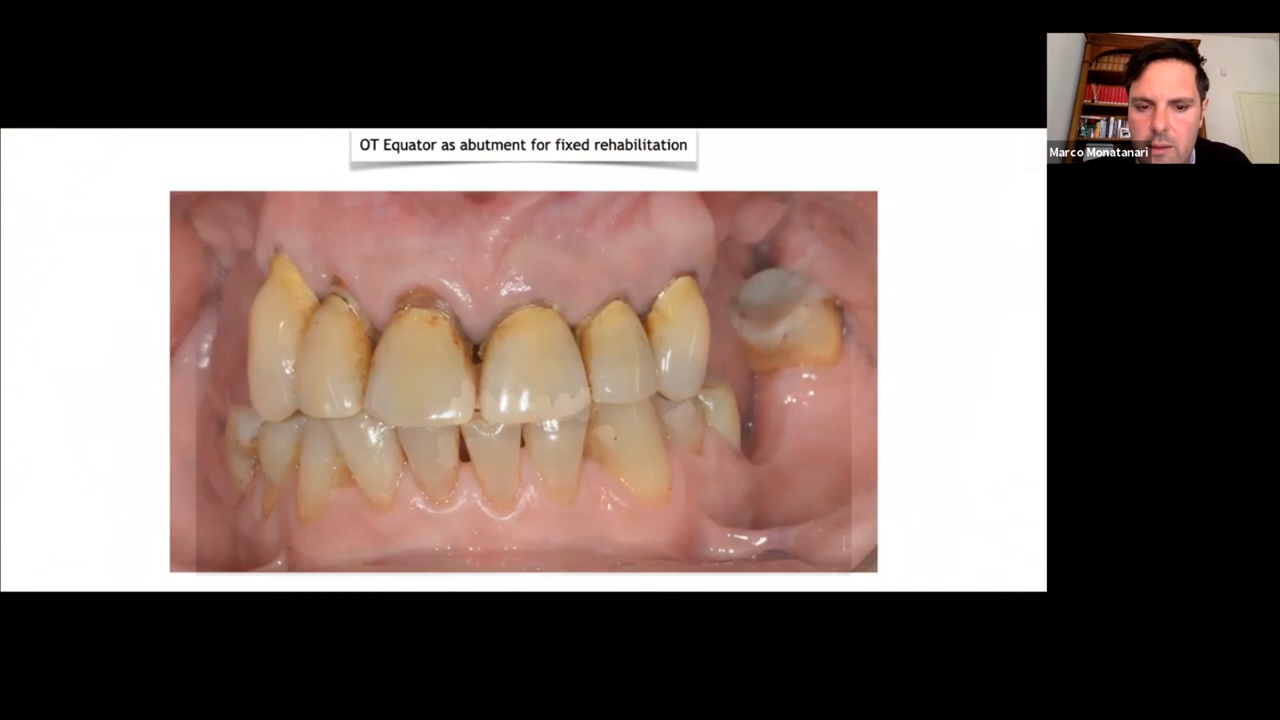 OT Equator as abutment for fixed rehabilitation
Marco Monatanari